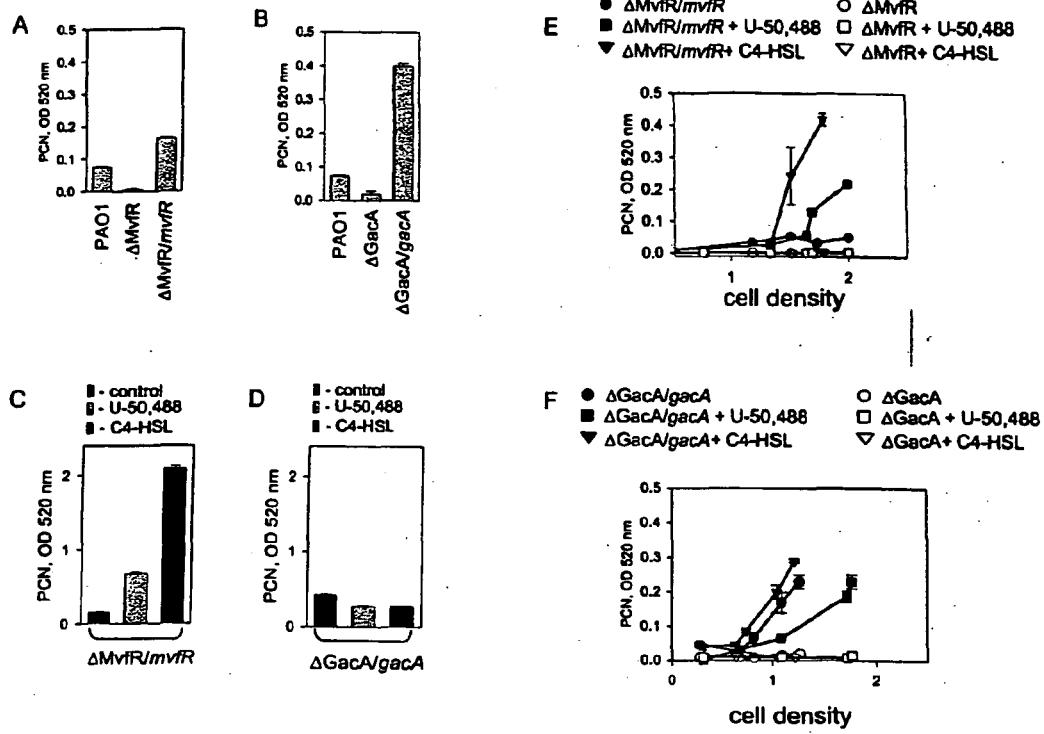 A
PCN, OD 520 nm
0.5
0.4
0.3
0.2
0.1
0.0
PAO1
ΔMvfR
ΔMvfR/mvfR
B
PCN, OD 520 nm
0.5
0.4
0.3
0.2
0.1
0.0
PAO1
ΔGacA
ΔGacA/gacA
E
ΔMvfR/mvfR
ΔMvfR
ΔMvfR/mvfR + U-50,488
ΔMvfR + U-50,488
ΔMvfR/mvfR+ C4-HSL
ΔMvfR+ C4-HSL
PCN, OD 520 nm
0.5
0.4
0.3
0.2
0.1
0.0
1
2
cell density
C
- control
- U-50,488
- C4-HSL
PCN, OD 520 nm
2
1
0
ΔMvfR/mvfR
D
- control
- U-50,488
- C4-HSL
PCN, OD 520 nm
2
1
0
ΔGacA/gacA
F
ΔGacA/gacA
ΔGacA
ΔGacA/gacA + U-50,488
ΔGacA + U-50,488
ΔGacA/gacA+ C4-HSL
ΔGacA+ C4-HSL
PCN, OD 520 nm
0.5
0.4
0.3
0.2
0.1
0.0
0
1
2
cell density